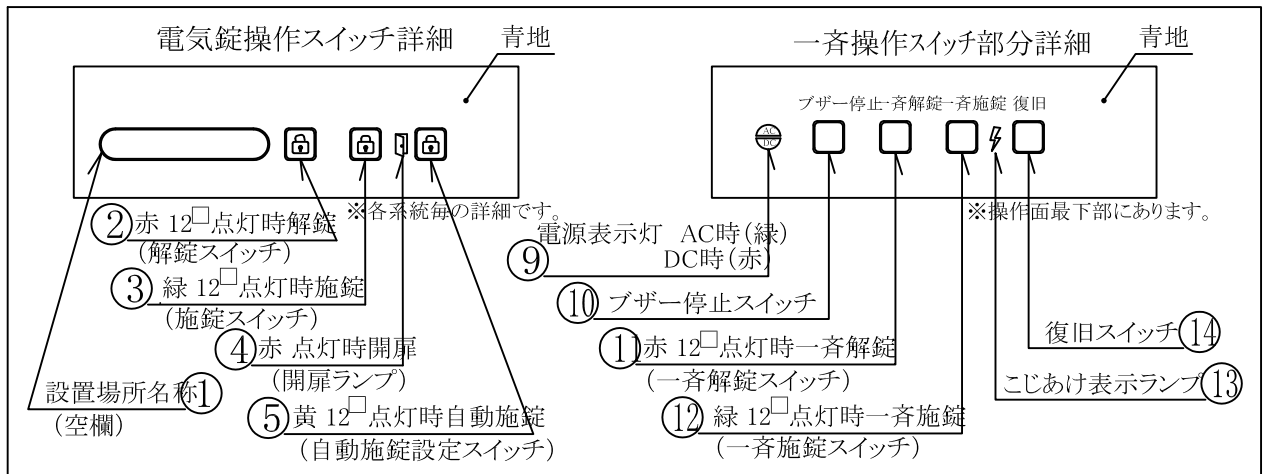 電気錠操作スイッチ詳細
青地
※各系統毎の詳細です。
② 赤 12□点灯時解錠
(解錠スイッチ)
③ 緑 12□点灯時施錠
(施錠スイッチ)
④ 赤 点灯時開扉
(開扉ランプ)
設置場所名称①
(空欄)
⑤ 黄 12□点灯時自動施錠
(自動施錠設定スイッチ)
一斉操作スイッチ部分詳細
青地
ブザー停止 一斉解錠 一斉施錠 復旧
AC
DC
※操作面最下部にあります。
⑨ 電源表示灯 AC時(緑)
DC時(赤)
⑩ ブザー停止スイッチ
⑪ 赤 12□点灯時一斉解錠
(一斉解錠スイッチ)
⑫ 緑 12□点灯時一斉施錠
(一斉施錠スイッチ)
復旧スイッチ⑭
こじあけ表示ランプ⑬